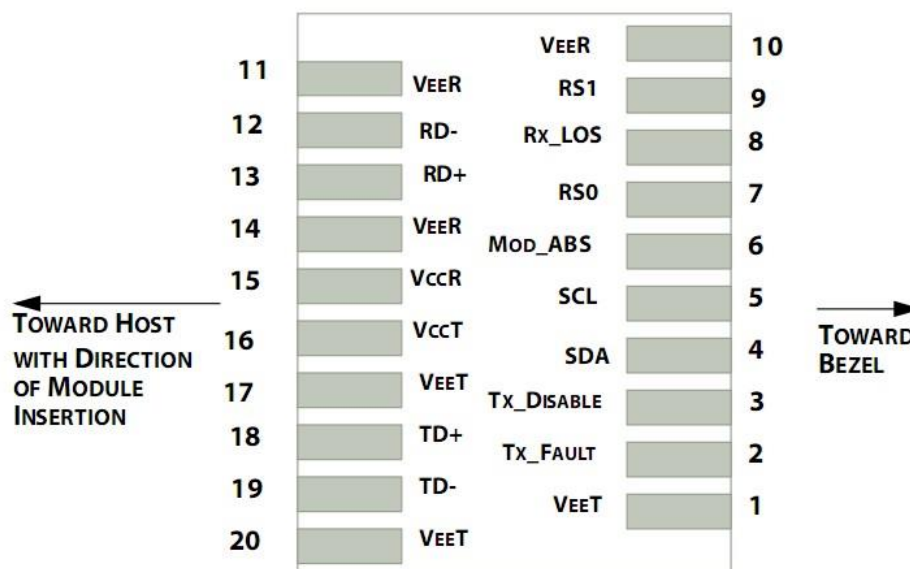 VEER
10
11
VEER
RS1
9
12
RD-
Rx_LOS
8
13
RD+
RS0
7
14
VEER
MOD_ABS
6
15
VCCR
SCL
5
TOWARD HOST
WITH DIRECTION
OF MODULE
INSERTION
TOWARD
BEZEL
16
VCCT
SDA
4
17
VEET
TX_DISABLE
3
18
TD+
TX_FAULT
2
19
TD-
VEET
1
20
VEET